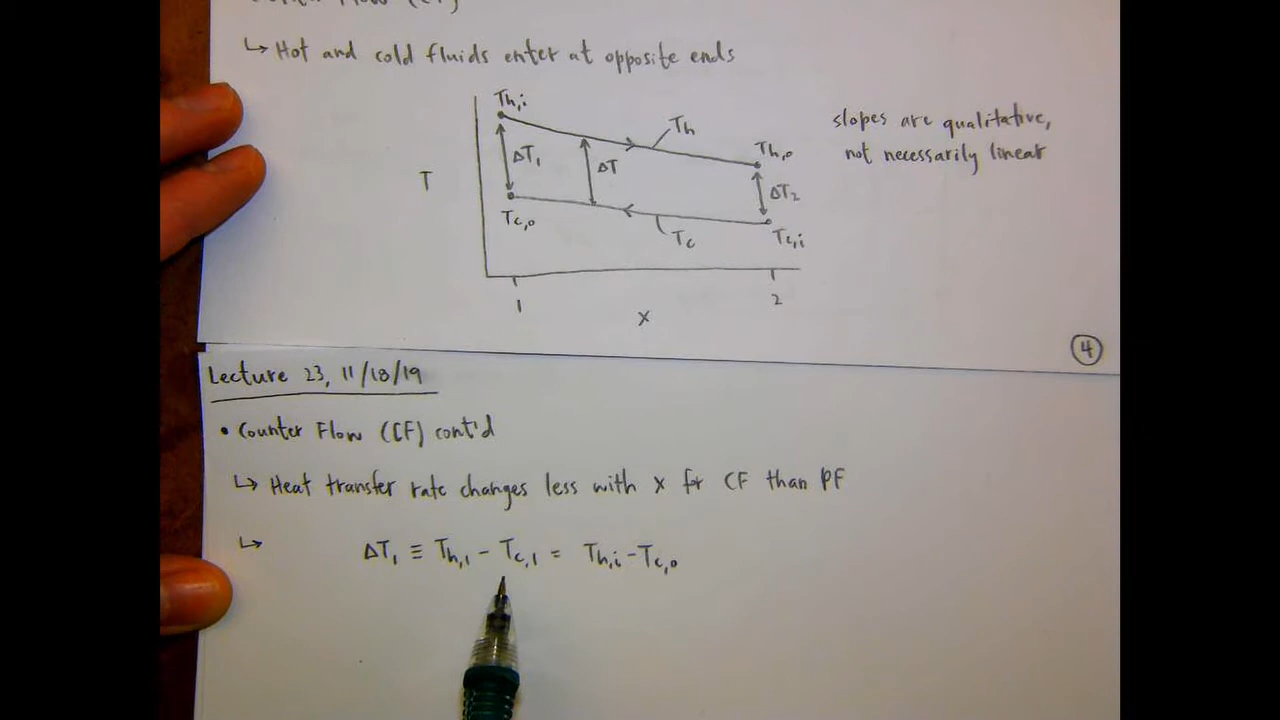 ↳ Hot and cold fluids enter at opposite ends
Th,i
Th
Th,o
slopes are qualitative,
not necessarily linear
ΔT1
ΔT
ΔT2
T
Tc,o
Tc
Tc,i
1
2
x
4
Lecture 23, 11/18/19
• Counter Flow (CF) cont'd
↳ Heat transfer rate changes less with x for CF than PF
↳ ΔT1 ≡ Th,1 - Tc,1 = Th,i - Tc,o